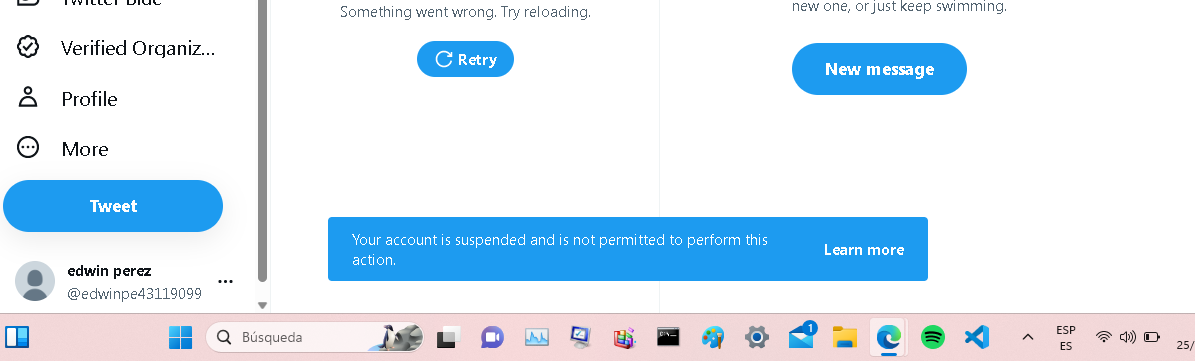 Twitter Blue
Verified Organiz...
Profile
More
Tweet
edwin perez
@edwinpe43119099
Something went wrong. Try reloading.
Retry
new one, or just keep swimming.
New message
Your account is suspended and is not permitted to perform this
action.
Learn more
Búsqueda
1
ESP
ES
25/